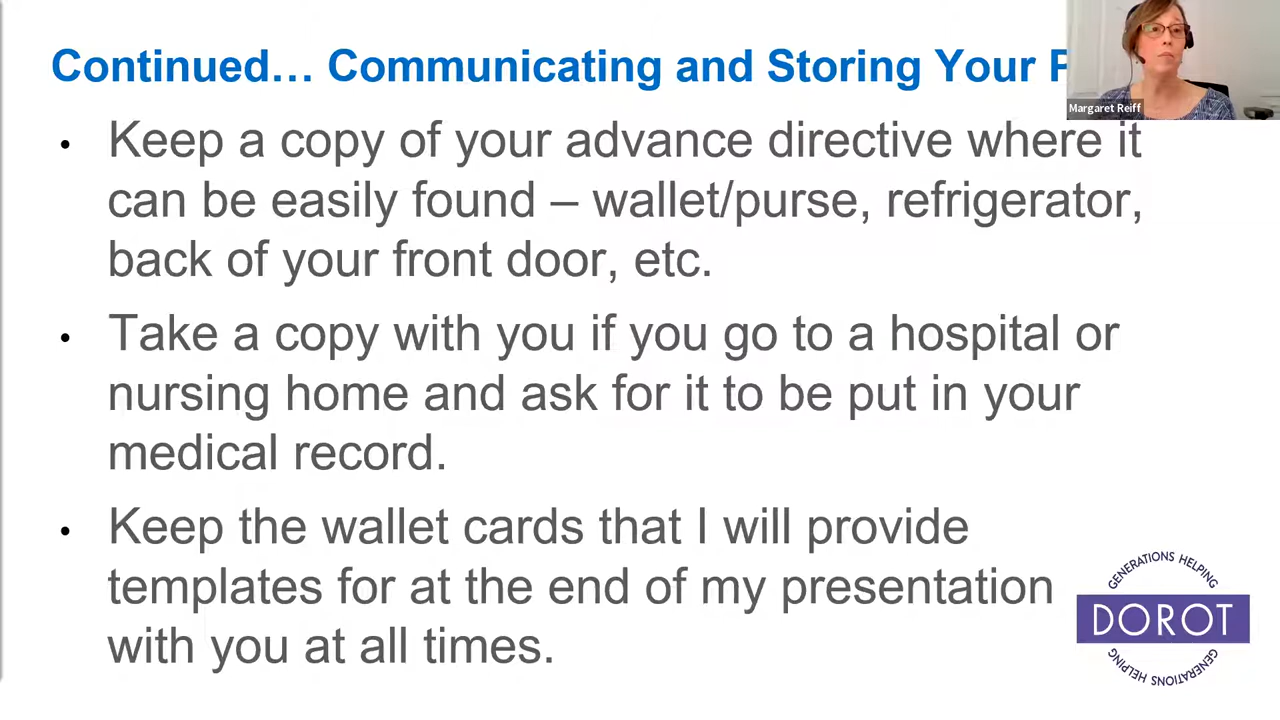 Continued… Communicating and Storing Your
Margaret Reiff
• Keep a copy of your advance directive where it
can be easily found – wallet/purse, refrigerator,
back of your front door, etc.
• Take a copy with you if you go to a hospital or
nursing home and ask for it to be put in your
medical record.
• Keep the wallet cards that I will provide
templates for at the end of my presentation
with you at all times.
GENERATIONS HELPING
DOROT
GENERATIONS HELPING